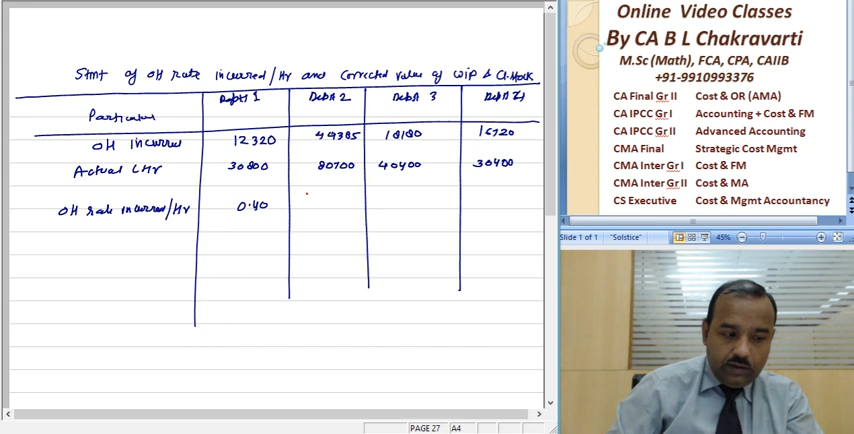 Stmt of OH rate incurred/Hr and corrected value of WIP & Cl. Stock
Particulars Deptt 1 Deptt 2 Deptt 3 Deptt 4
OH incurred 12320 44385 18180 16720
Actual LHr 30800 80700 40400 30400
OH rate incurred/Hr 0.40
PAGE 27 A4
Online Video Classes
By CA B L Chakravarti
M.Sc (Math), FCA, CPA, CAIIB
+91-9910993376
CA Final Gr II Cost & OR (AMA)
CA IPCC Gr I Accounting + Cost & FM
CA IPCC Gr II Advanced Accounting
CMA Final Strategic Cost Mgmt
CMA Inter Gr I Cost & FM
CMA Inter Gr II Cost & MA
CS Executive Cost & Mgmt Accountancy
Slide 1 of 1 "Solstice" 45%